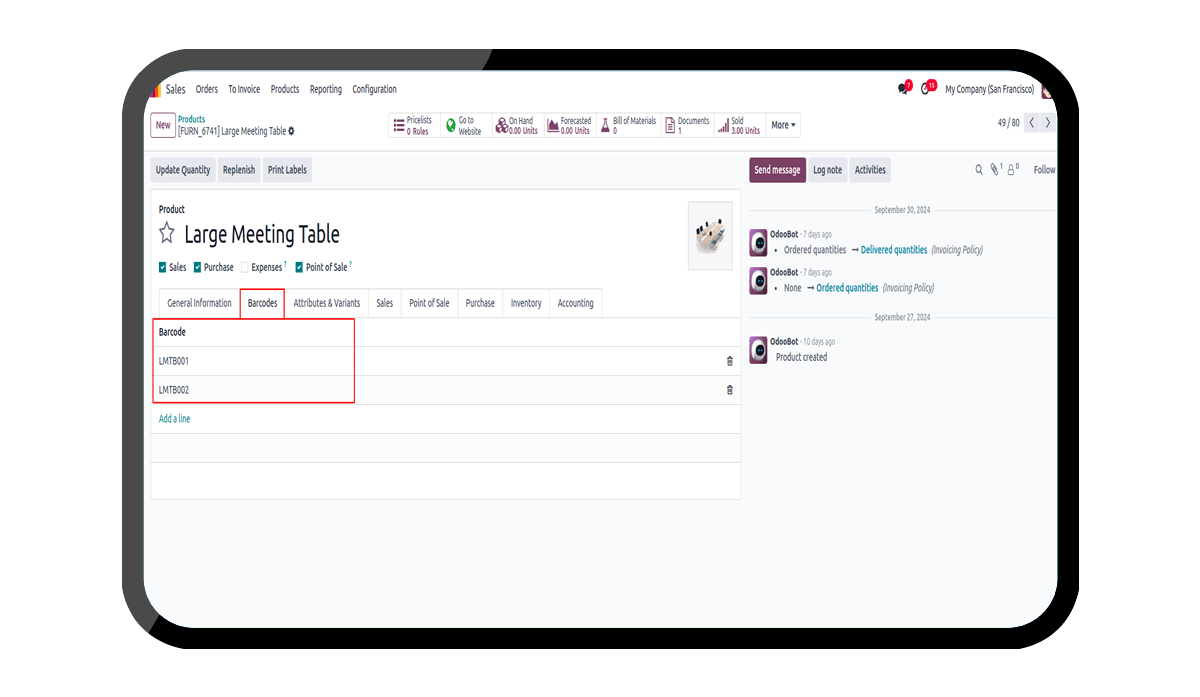 Sales Orders To Invoice Products Reporting Configuration 7 15 My Company (San Francisco)
New Products
[FURN_6741] Large Meeting Table
Pricelists
0 Rules
Go to
Website
On Hand
0.00 Units
Forecasted
0.00 Units
Bill of Materials
0
Documents
1
Sold
3.00 Units
More
49 / 80
Update Quantity Replenish Print Labels
Send message Log note Activities 1 0 Follow
Product
Large Meeting Table
Sales Purchase Expenses ? Point of Sale ?
General Information Barcodes Attributes & Variants Sales Point of Sale Purchase Inventory Accounting
Barcode
LMTB001
LMTB002
Add a line
September 30, 2024
OdooBot - 7 days ago
• Ordered quantities → Delivered quantities (Invoicing Policy)
OdooBot - 7 days ago
• None → Ordered quantities (Invoicing Policy)
September 27, 2024
OdooBot - 10 days ago
Product created